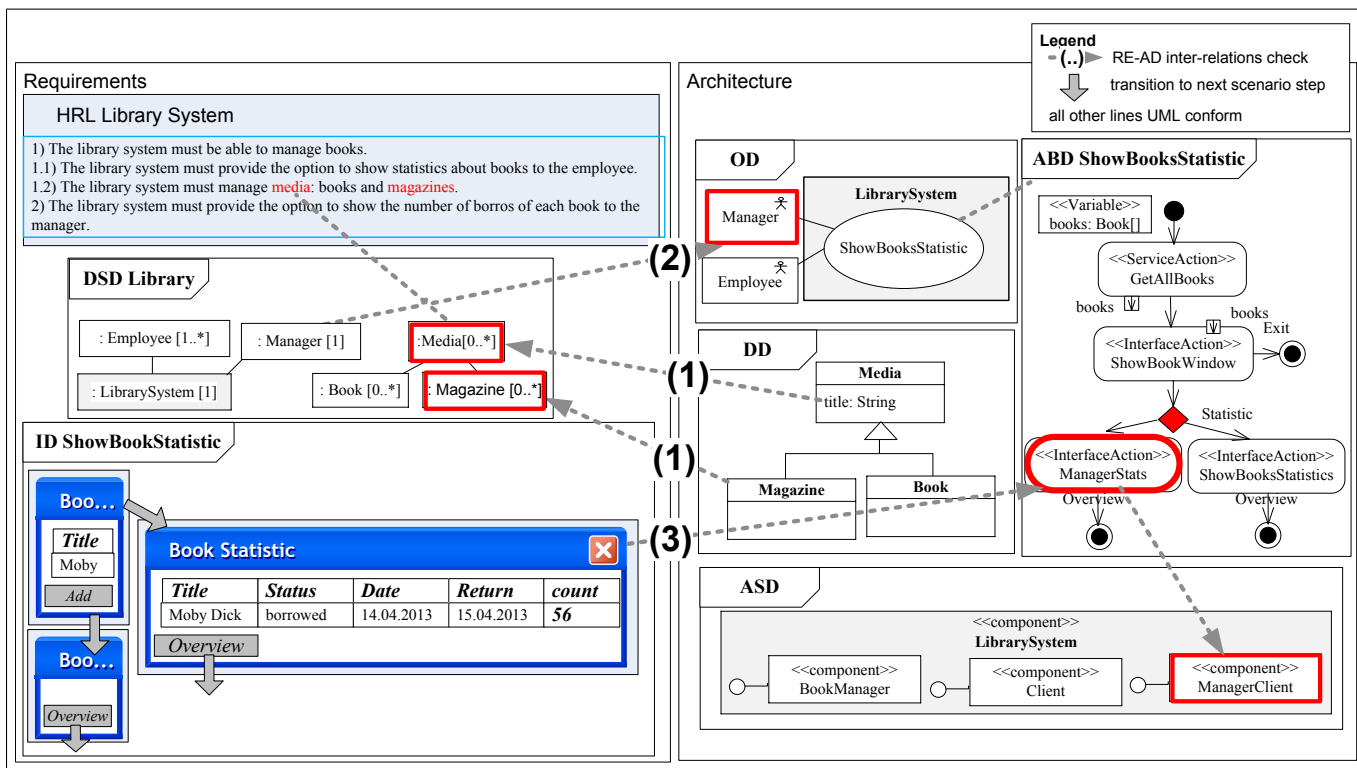 Legend
(..) RE-AD inter-relations check
transition to next scenario step
all other lines UML conform
Requirements
HRL Library System
1) The library system must be able to manage books.
1.1) The library system must provide the option to show statistics about books to the employee.
1.2) The library system must manage media: books and magazines.
2) The library system must provide the option to show the number of borros of each book to the
manager.
DSD Library
: Employee [1..*]
: Manager [1]
:Media[0..*]
: LibrarySystem [1]
: Book [0..*]
: Magazine [0..*]
ID ShowBookStatistic
Boo...
Title
Moby
Add
Boo...
Overview
Book Statistic
Title Status Date Return count
Moby Dick borrowed 14.04.2013 15.04.2013 56
Overview
(2)
(1)
(1)
(3)
Architecture
OD
Manager
Employee
LibrarySystem
ShowBooksStatistic
DD
Media
title: String
Magazine
Book
ABD ShowBooksStatistic
<<Variable>>
books: Book[]
<<ServiceAction>>
GetAllBooks
books
books
Exit
<<InterfaceAction>>
ShowBookWindow
Statistic
<<InterfaceAction>>
ManagerStats
Overview
<<InterfaceAction>>
ShowBooksStatistics
Overview
ASD
<<component>>
LibrarySystem
<<component>>
BookManager
<<component>>
Client
<<component>>
ManagerClient